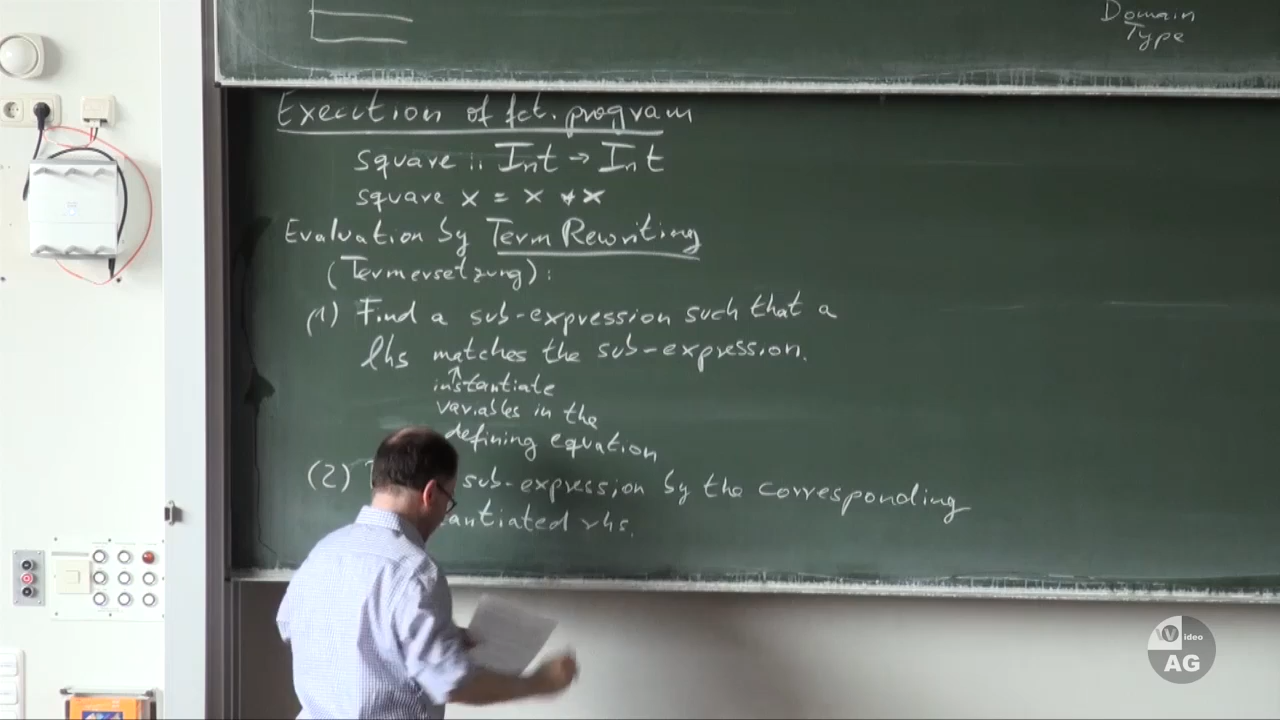 Domain
Type
Execution of fct. program
square :: Int → Int
square x = x * x
Evaluation by Term Rewriting
(Termersetzung):
(1) Find a sub-expression such that a
lhs matches the sub-expression.
↑
instantiate
variables in the
defining equation
(2) sub-expression by the corresponding
antiated rhs.
Video
AG